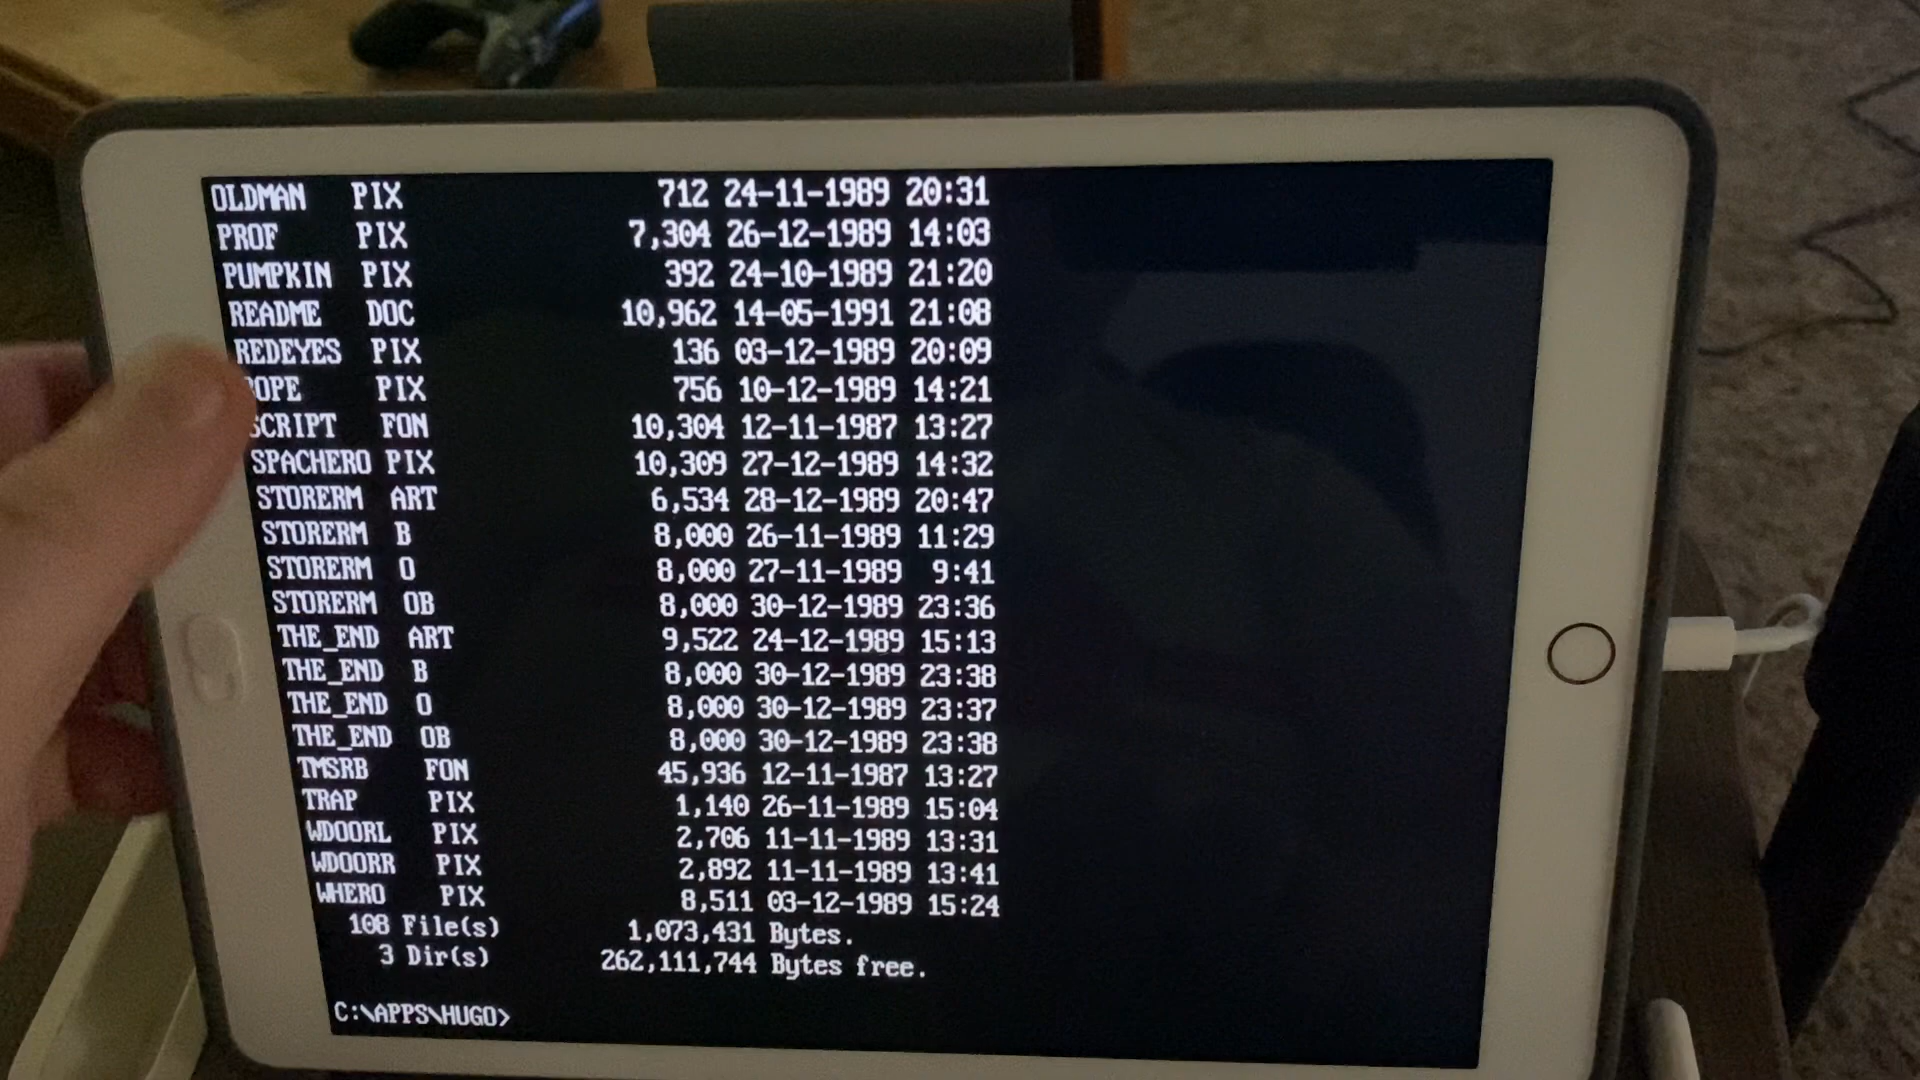 OLDMAN PIX 712 24-11-1989 20:31
PROF PIX 7,304 26-12-1989 14:03
PUMPKIN PIX 392 24-10-1989 21:20
README DOC 10,962 14-05-1991 21:08
REDEYES PIX 136 03-12-1989 20:09
OPE PIX 756 10-12-1989 14:21
SCRIPT FON 10,304 12-11-1987 13:27
SPACHERO PIX 10,309 27-12-1989 14:32
STORERM ART 6,534 28-12-1989 20:47
STORERM B 8,000 26-11-1989 11:29
STORERM O 8,000 27-11-1989 9:41
STORERM OB 8,000 30-12-1989 23:36
THE_END ART 9,522 24-12-1989 15:13
THE_END B 8,000 30-12-1989 23:38
THE_END O 8,000 30-12-1989 23:37
THE_END OB 8,000 30-12-1989 23:38
TMSRB FON 45,936 12-11-1987 13:27
TRAP PIX 1,140 26-11-1989 15:04
WDOORL PIX 2,706 11-11-1989 13:31
WDOORR PIX 2,892 11-11-1989 13:41
WHERO PIX 8,511 03-12-1989 15:24
108 File(s) 1,073,431 Bytes.
3 Dir(s) 262,111,744 Bytes free.
C:\APPS\HUGO>